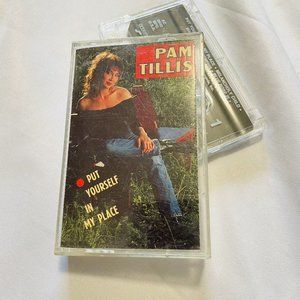 PAM
TILLIS
PUT
YOURSELF
IN
MY PLACE